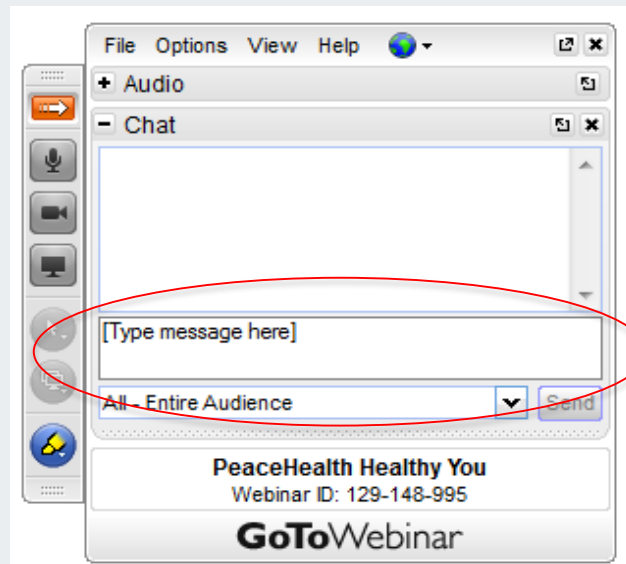 File Options View Help
Audio
Chat
[Type message here]
All - Entire Audience
Send
PeaceHealth Healthy You
Webinar ID: 129-148-995
GoToWebinar